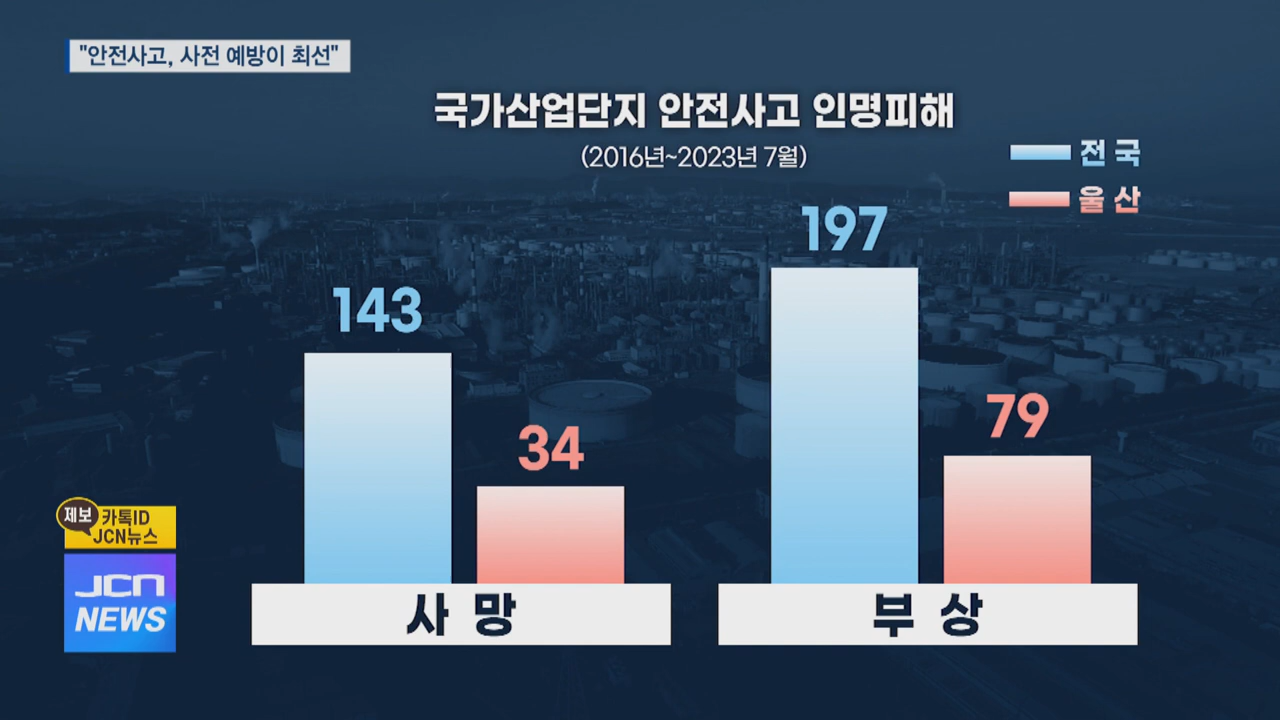 "안전사고, 사전 예방이 최선"
국가산업단지 안전사고 인명피해
(2016년~2023년 7월)
전국
울산
143
34
197
79
사망
부상
제보 카톡ID
JCN뉴스
JCN
NEWS